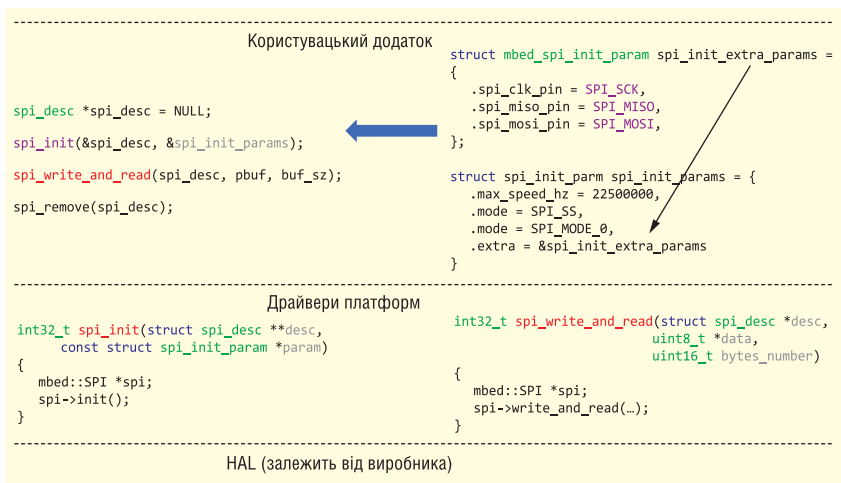 Користувацький додаток
spi_desc *spi_desc = NULL;
spi_init(&spi_desc, &spi_init_params);
spi_write_and_read(spi_desc, pbuf, buf_sz);
spi_remove(spi_desc);
struct mbed_spi_init_param spi_init_extra_params =
{
.spi_clk_pin = SPI_SCK,
.spi_miso_pin = SPI_MISO,
.spi_mosi_pin = SPI_MOSI,
};
struct spi_init_parm spi_init_params = {
.max_speed_hz = 22500000,
.mode = SPI_SS,
.mode = SPI_MODE_0,
.extra = &spi_init_extra_params
}
Драйвери платформ
int32_t spi_init(struct spi_desc **desc,
const struct spi_init_param *param)
{
mbed::SPI *spi;
spi->init();
}
int32_t spi_write_and_read(struct spi_desc *desc,
uint8_t *data,
uint16_t bytes_number)
{
mbed::SPI *spi;
spi->write_and_read(…);
}
HAL (залежить від виробника)